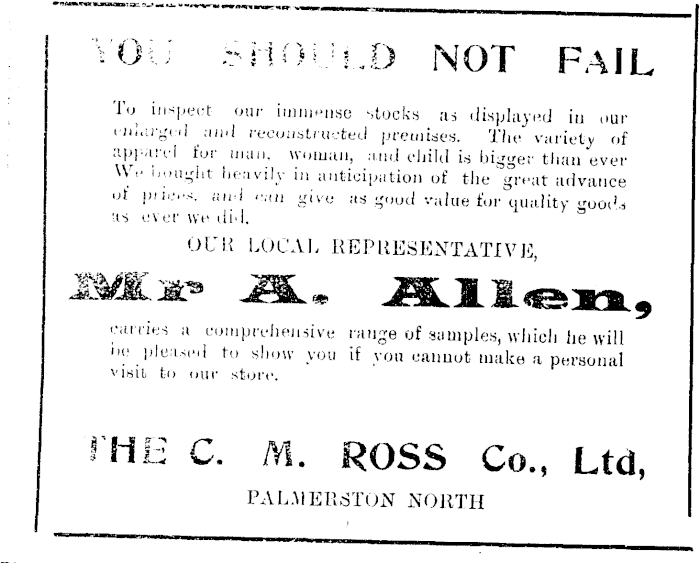 YOU SHOULD NOT FAIL
To inspect our immense stocks as displayed in our
enlarged and reconstructed premises. The variety of
apparel for man, woman, and child is bigger than ever
We bought heavily in anticipation of the great advance
of prices, and can give as good value for quality goods
as ever we did.
OUR LOCAL REPRESENTATIVE,
Mr A. Allen,
carries a comprehensive range of samples, which he will
be pleased to show you if you cannot make a personal
visit to our store.
THE C. M. ROSS Co., Ltd,
PALMERSTON NORTH